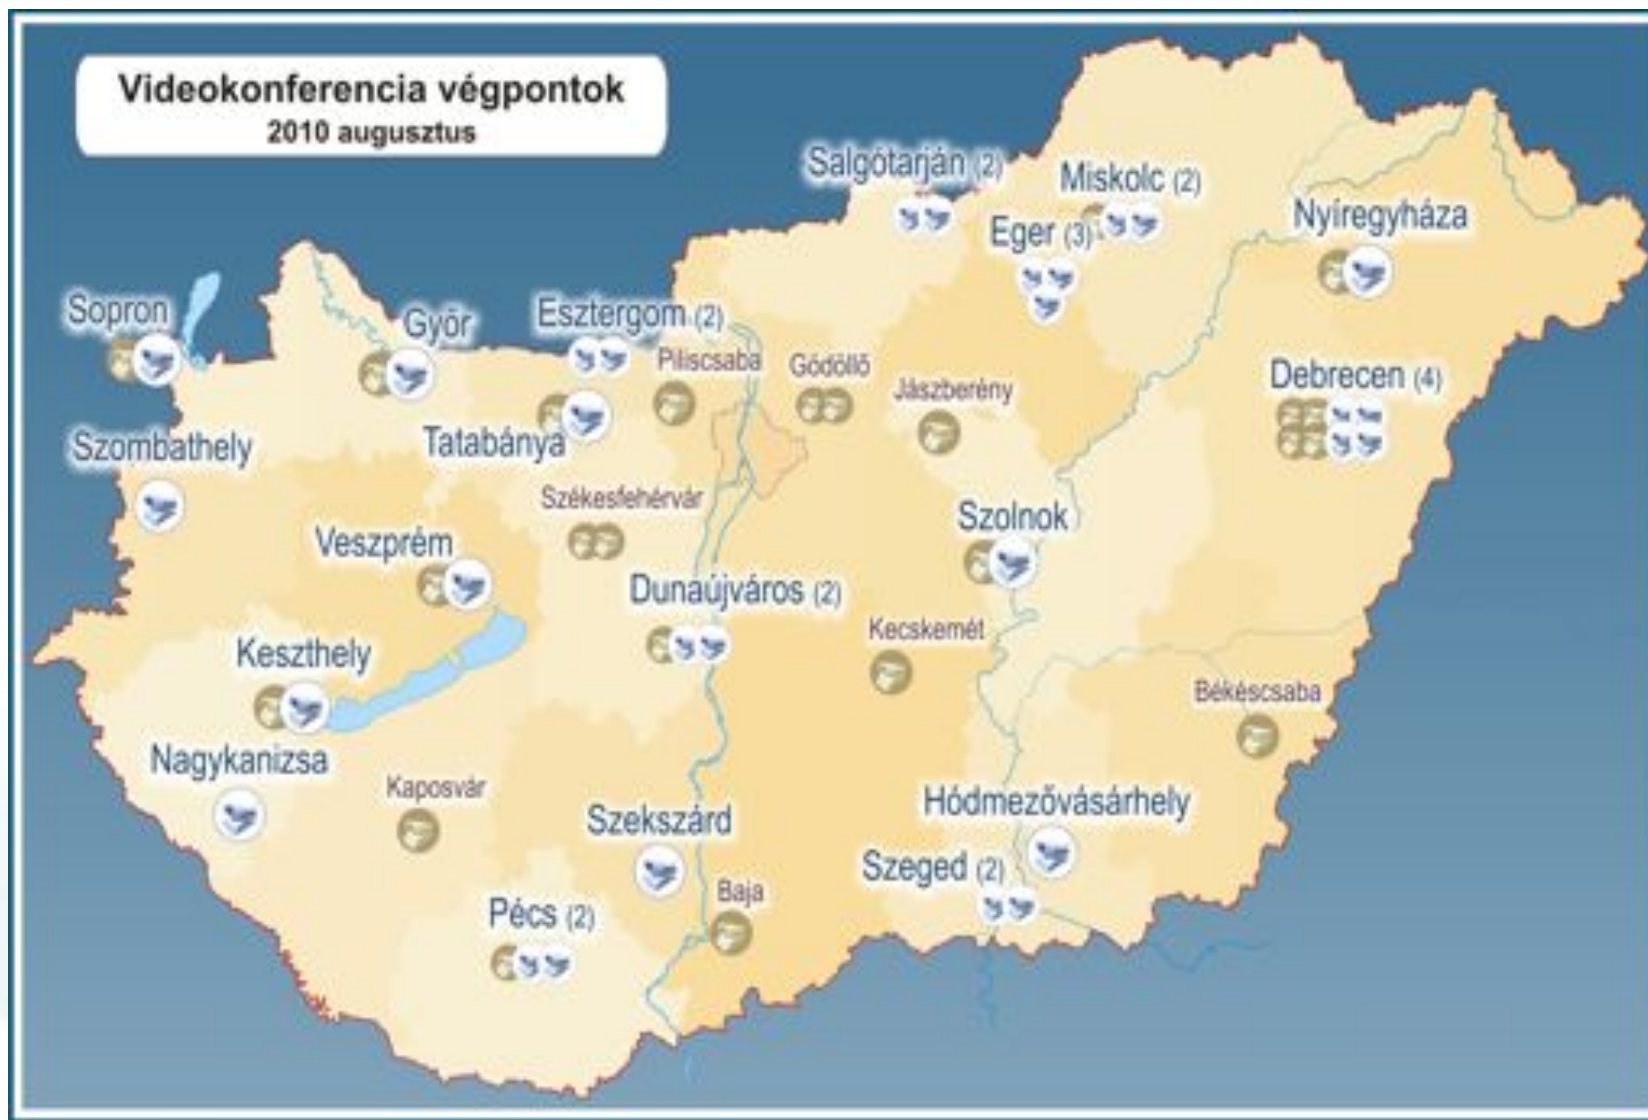 Videokonferencia végpontok
2010 augusztus
Salgótarján (2)
Miskolc (2)
Nyíregyháza
Eger (3)
Sopron
Győr
Esztergom (2)
Piliscsaba
Gödöllő
Jászberény
Debrecen (4)
Tatabánya
Szombathely
Székesfehérvár
Szolnok
Veszprém
Dunaújváros (2)
Kecskemét
Keszthely
Békéscsaba
Nagykanizsa
Kaposvár
Szekszárd
Hódmezővásárhely
Szeged (2)
Baja
Pécs (2)